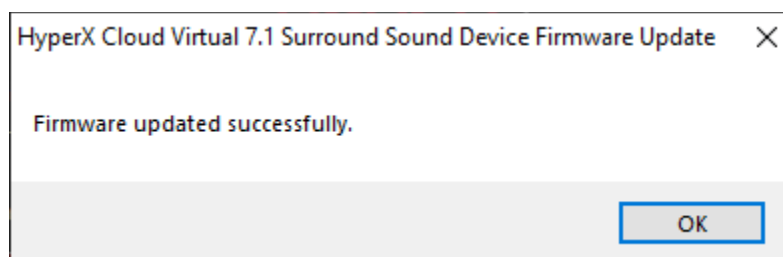 HyperX Cloud Virtual 7.1 Surround Sound Device Firmware Update
Firmware updated successfully.
OK